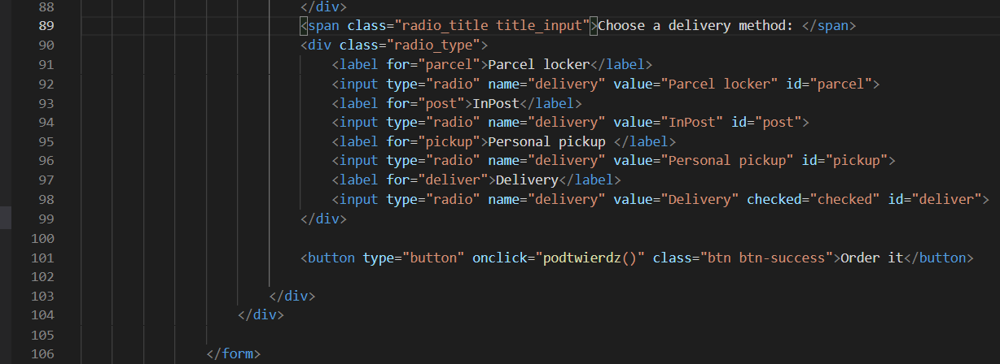 88 </div>
89 <span class="radio_title title_input">Choose a delivery method: </span>
90 <div class="radio_type">
91 <label for="parcel">Parcel locker</label>
92 <input type="radio" name="delivery" value="Parcel locker" id="parcel">
93 <label for="post">InPost</label>
94 <input type="radio" name="delivery" value="InPost" id="post">
95 <label for="pickup">Personal pickup </label>
96 <input type="radio" name="delivery" value="Personal pickup" id="pickup">
97 <label for="deliver">Delivery</label>
98 <input type="radio" name="delivery" value="Delivery" checked="checked" id="deliver">
99 </div>
100
101 <button type="button" onclick="podtwierdz()" class="btn btn-success">Order it</button>
102
103 </div>
104 </div>
105
106 </form>